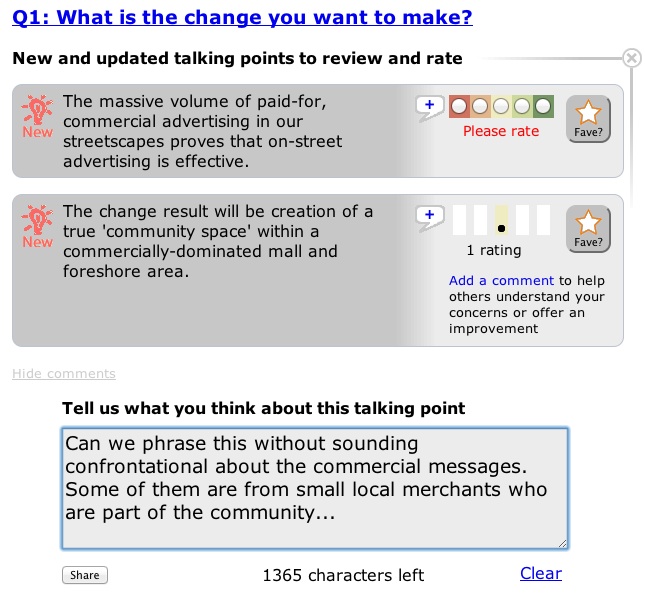 Q1: What is the change you want to make?
New and updated talking points to review and rate
New
The massive volume of paid-for,
commercial advertising in our
streetscapes proves that on-street
advertising is effective.
+
Please rate
Fave?
New
The change result will be creation of a
true 'community space' within a
commercially-dominated mall and
foreshore area.
+
1 rating
Fave?
Add a comment to help
others understand your
concerns or offer an
improvement
Hide comments
Tell us what you think about this talking point
Can we phrase this without sounding
confrontational about the commercial messages.
Some of them are from small local merchants who
are part of the community...
Share
1365 characters left
Clear